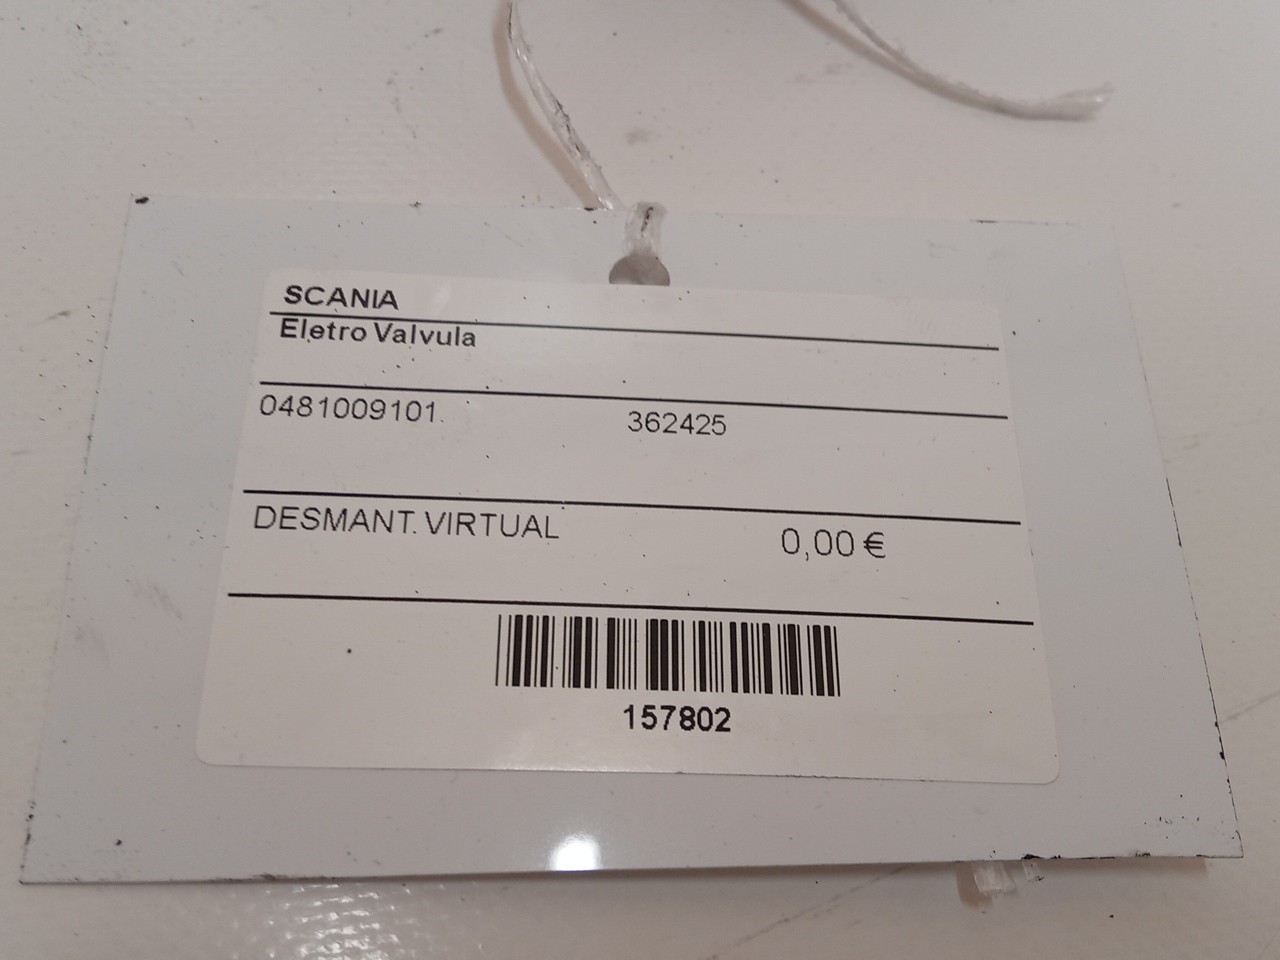 SCANIA
Eletro Valvula
0481009101. 362425
DESMANT. VIRTUAL 0,00 €
157802